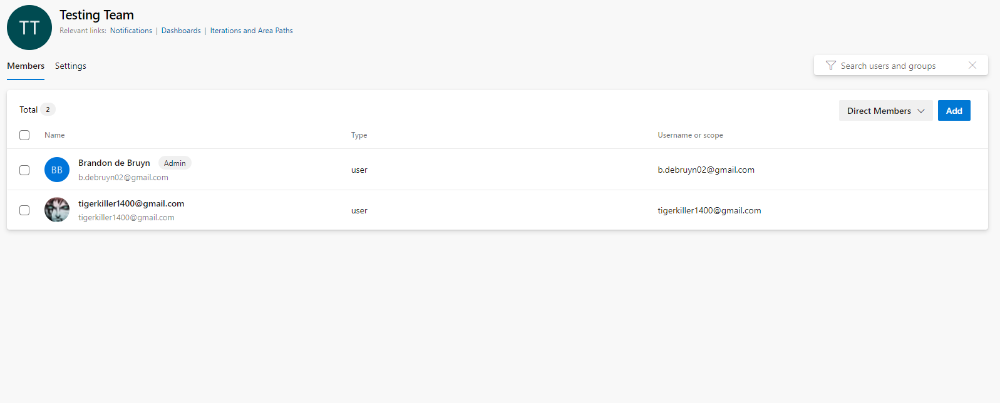 TT
Testing Team
Relevant links: Notifications | Dashboards | Iterations and Area Paths
Members Settings
Search users and groups
Total 2
Direct Members Add
Name Type Username or scope
BB Brandon de Bruyn Admin
b.debruyn02@gmail.com user b.debruyn02@gmail.com
tigerkiller1400@gmail.com
tigerkiller1400@gmail.com user tigerkiller1400@gmail.com